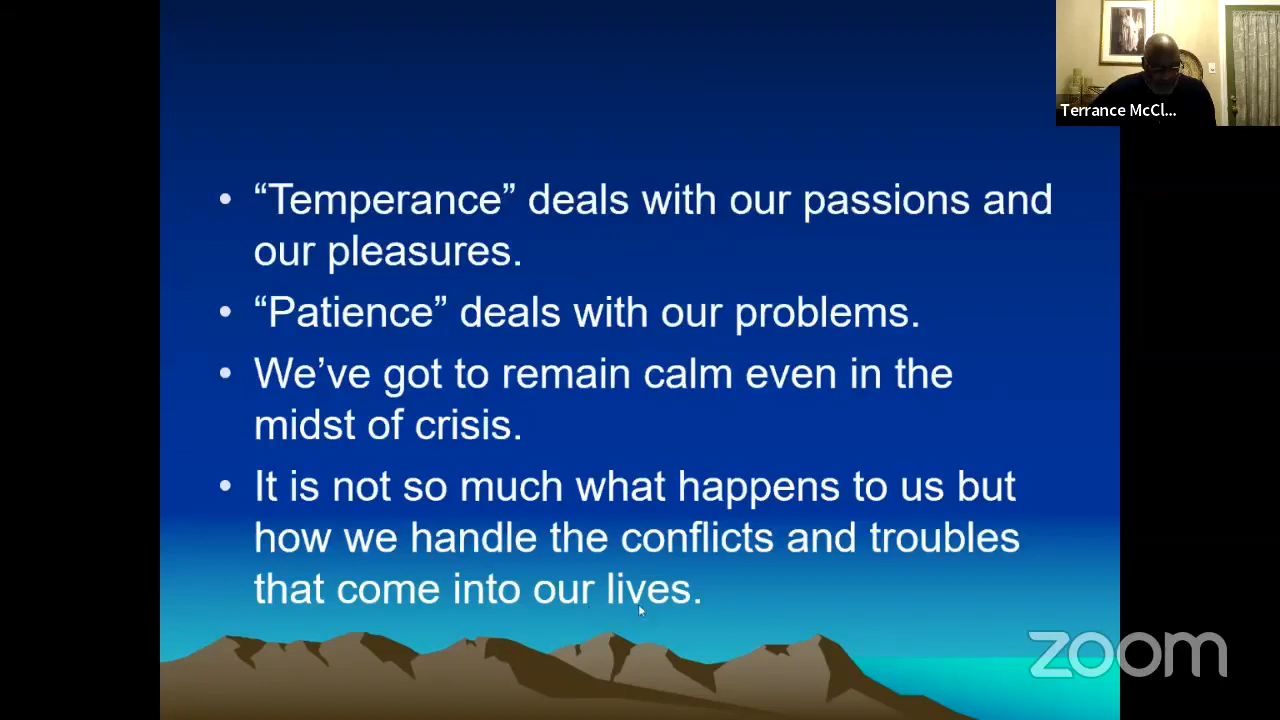 Terrance McCl...
• “Temperance” deals with our passions and
our pleasures.
• “Patience” deals with our problems.
• We’ve got to remain calm even in the
midst of crisis.
• It is not so much what happens to us but
how we handle the conflicts and troubles
that come into our lives.
zoom